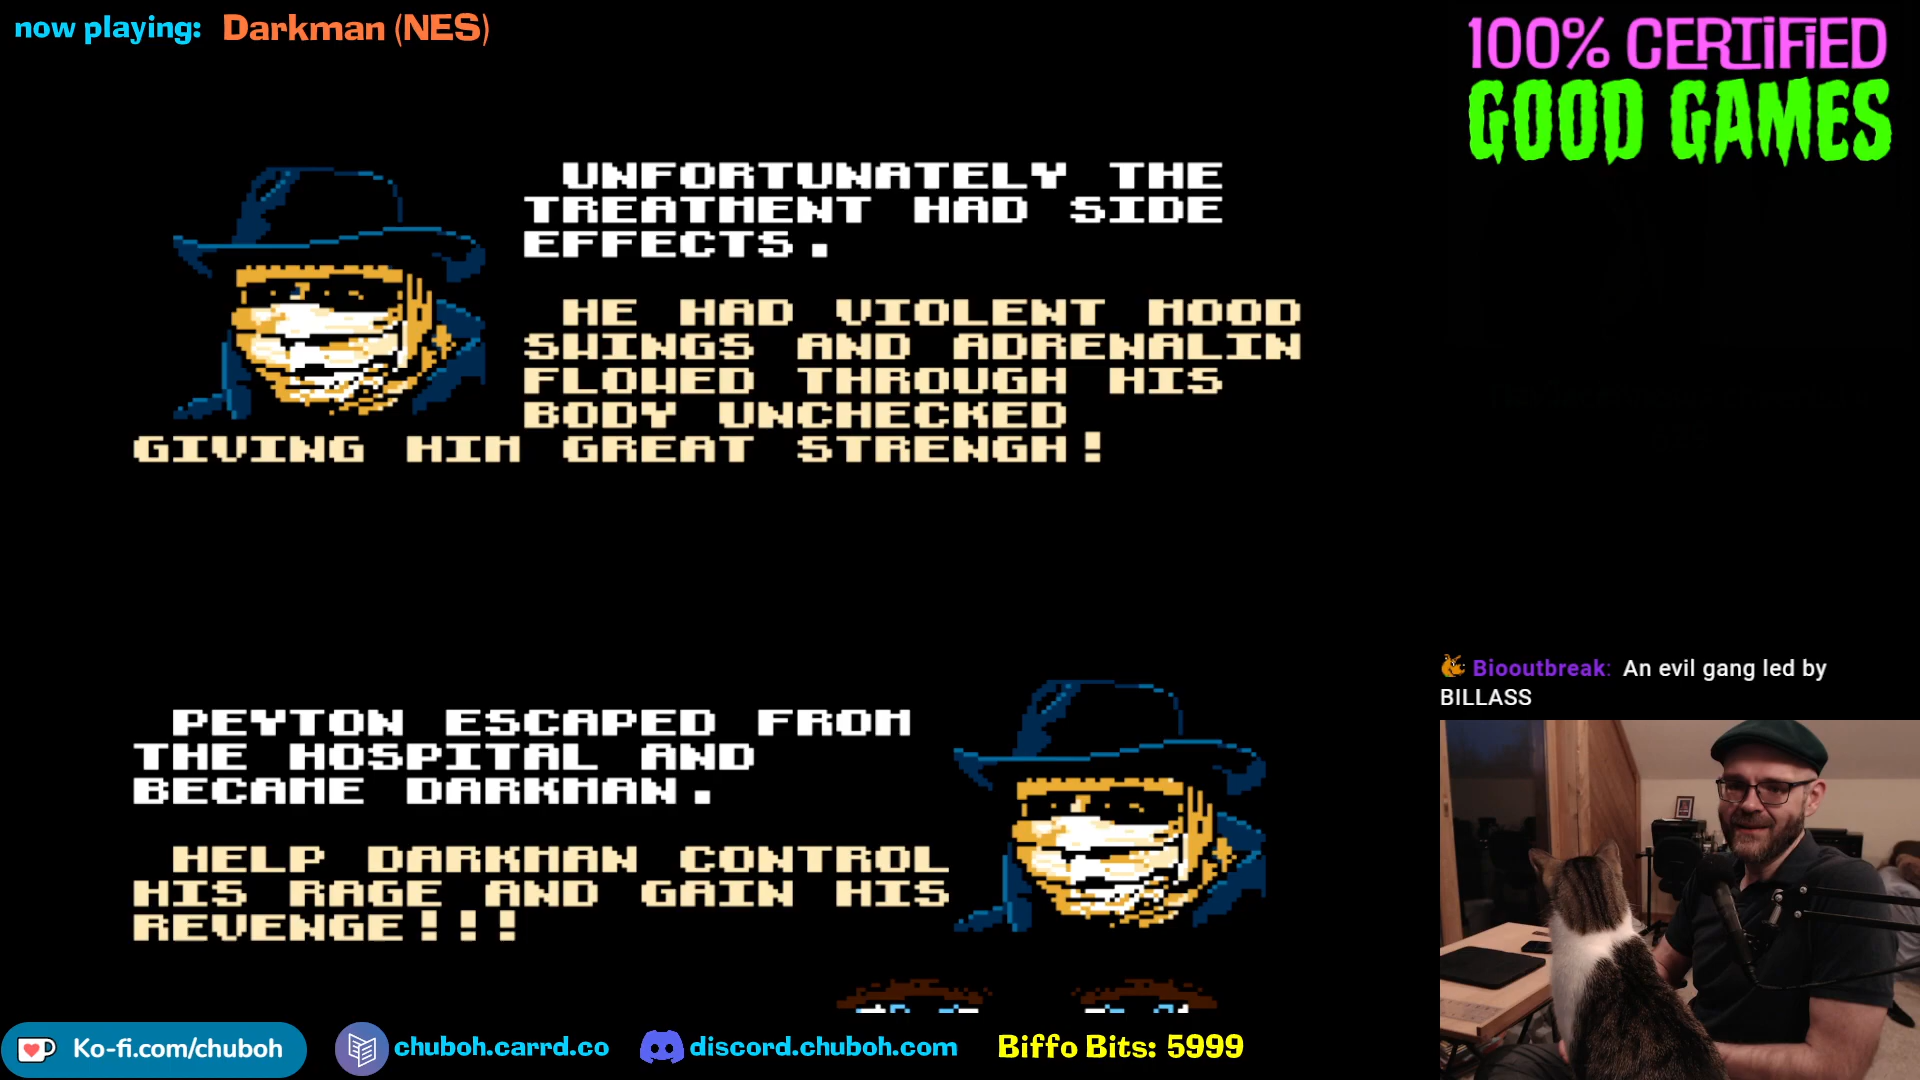 now playing: Darkman (NES)
100% CERTIFIED
GOOD GAMES
UNFORTUNATELY THE
TREATMENT HAD SIDE
EFFECTS.
HE HAD VIOLENT MOOD
SWINGS AND ADRENALIN
FLOWED THROUGH HIS
BODY UNCHECKED
GIVING HIM GREAT STRENGH!
PEYTON ESCAPED FROM
THE HOSPITAL AND
BECAME DARKMAN.
HELP DARKMAN CONTROL
HIS RAGE AND GAIN HIS
REVENGE!!!
Biooutbreak: An evil gang led by
BILLASS
Ko-fi.com/chuboh
chuboh.carrd.co
discord.chuboh.com
Biffo Bits: 5999